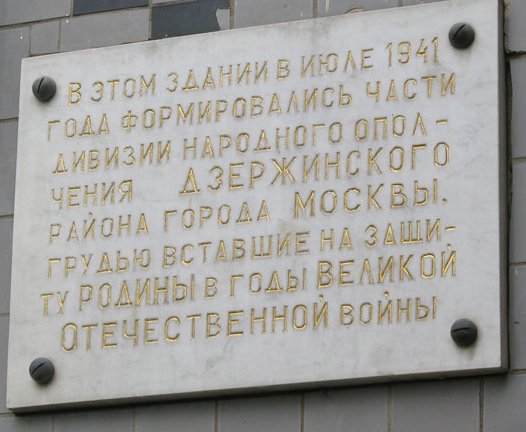 В ЭТОМ ЗДАНИИ В ИЮЛЕ 1941
ГОДА ФОРМИРОВАЛИСЬ ЧАСТИ
ДИВИЗИИ НАРОДНОГО ОПОЛ-
ЧЕНИЯ ДЗЕРЖИНСКОГО
РАЙОНА ГОРОДА МОСКВЫ,
ГРУДЬЮ ВСТАВШИЕ НА ЗАЩИ-
ТУ РОДИНЫ В ГОДЫ ВЕЛИКОЙ
ОТЕЧЕСТВЕННОЙ ВОЙНЫ